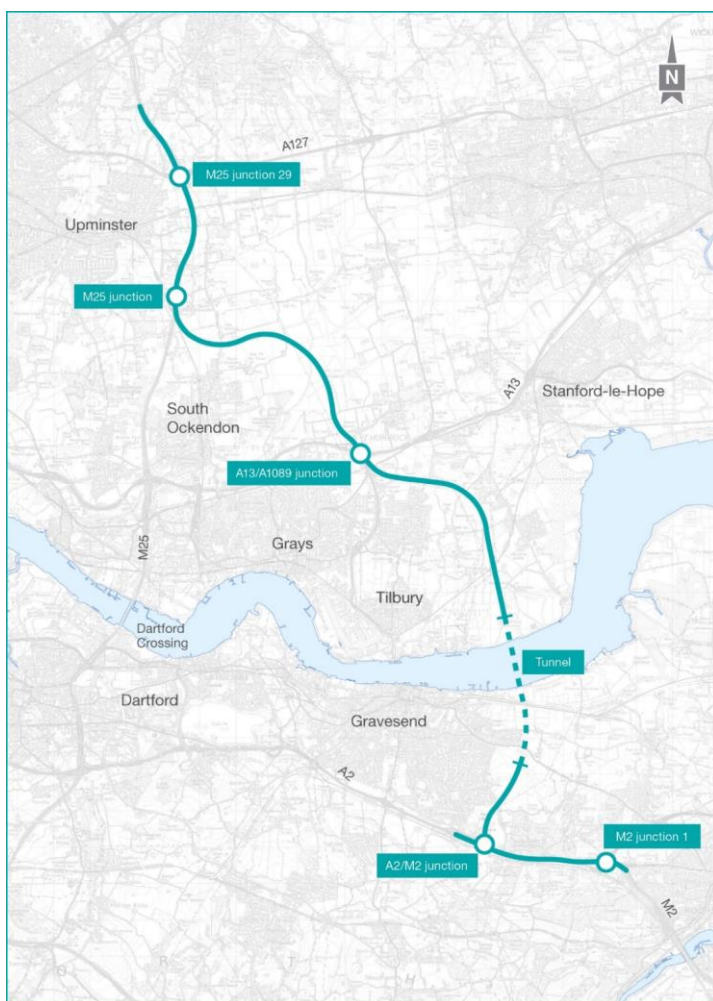 N
A127
M25 junction 29
Upminster
M25 junction
A13
Stanford-le-Hope
South
Ockendon
A13/A1089 junction
M25
Grays
Tilbury
Dartford
Crossing
Tunnel
Dartford
Gravesend
A2
M2 junction 1
A2/M2 junction
M2